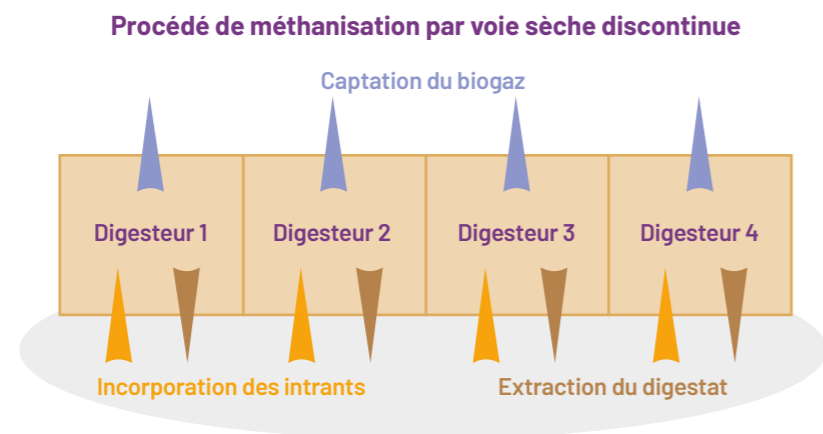 Procédé de méthanisation par voie sèche discontinue
Captation du biogaz
Digesteur 1
Digesteur 2
Digesteur 3
Digesteur 4
Incorporation des intrants
Extraction du digestat